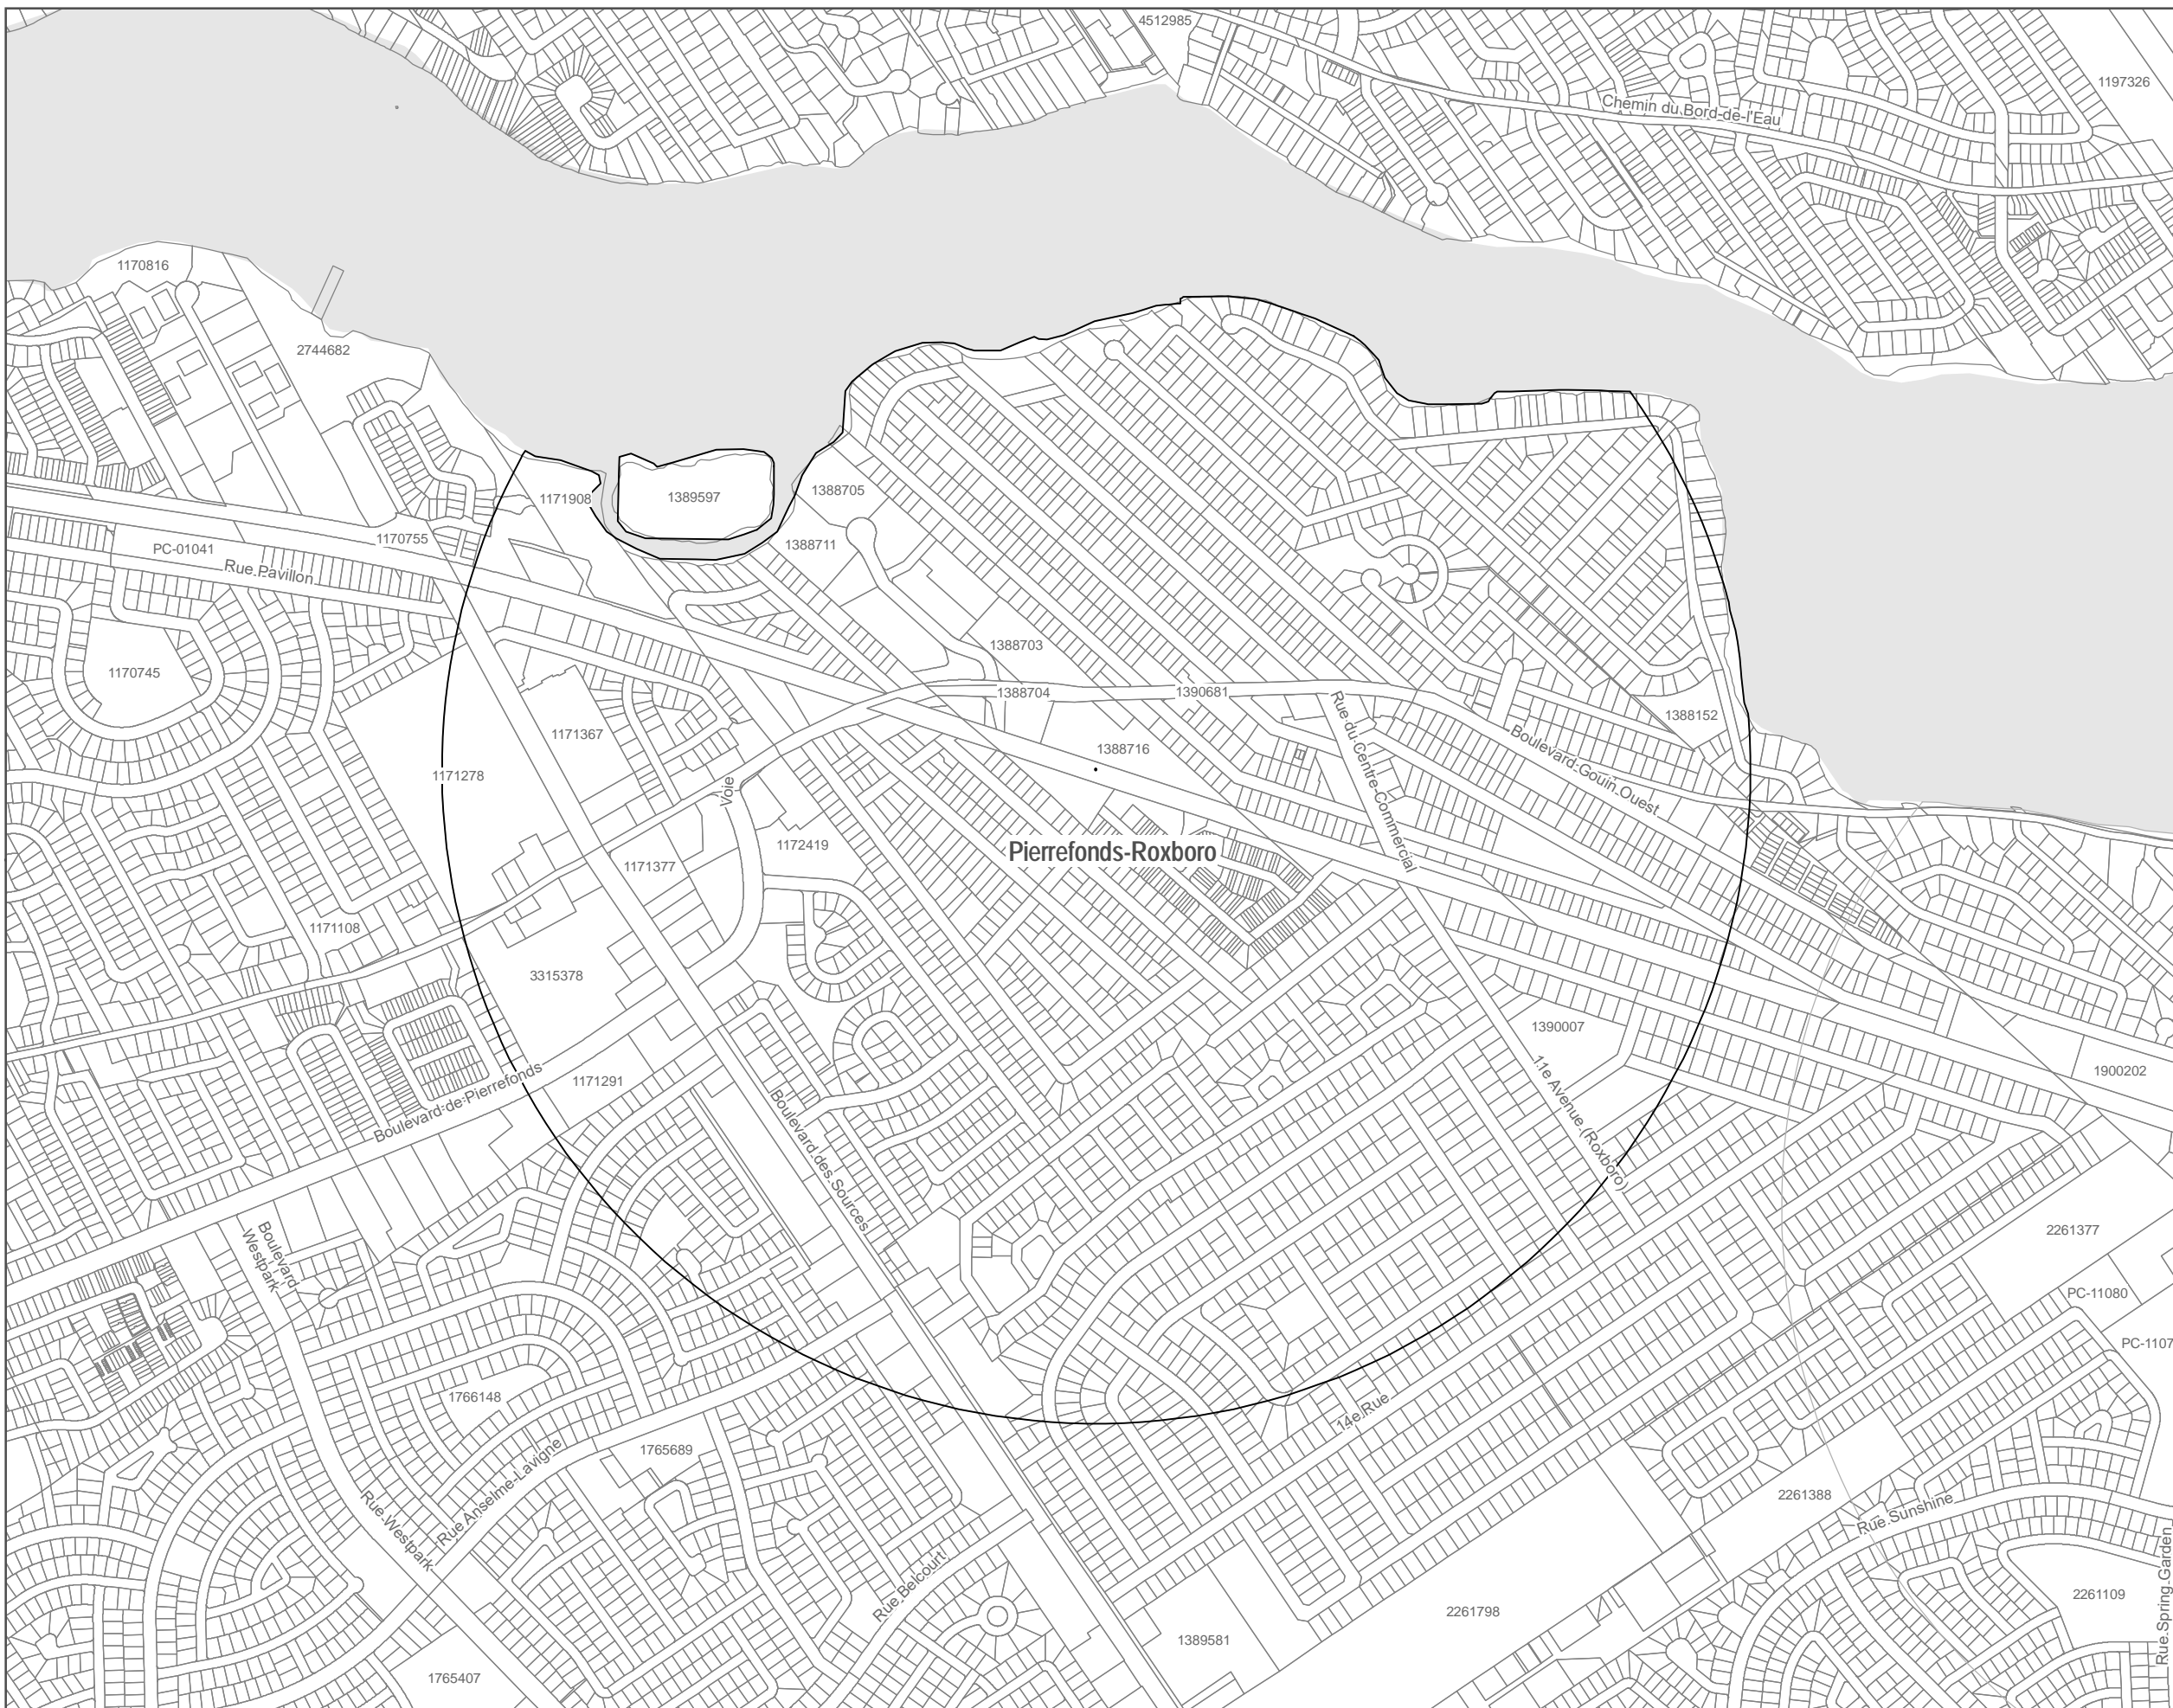 4512985
1197326
Chemin du Bord-de-l'Eau
1170816
2744682
1171908
1389597
1388705
1170755
PC-01041
1388711
Rue Pavillon
1170745
1388703
1388704
1390681
1388152
1171367
Rue du Centre-Commercial
1388716
Boulevard Gouin Ouest
1171278
Voie
1172419
Pierrefonds-Roxboro
1171377
1171108
3315378
1390007
11e Avenue (Roxboro)
1900202
1171291
Boulevard de Pierrefonds
Boulevard des Sources
Boulevard
Westpark
2261377
PC-11080
PC-1107
1766148
14e Rue
1765689
Rue Anselme-Lavigne
Rue Westpark
2261388
Rue Sunshine
Rue Belcourt
Rue Spring Garden
2261109
2261798
1389581
1765407